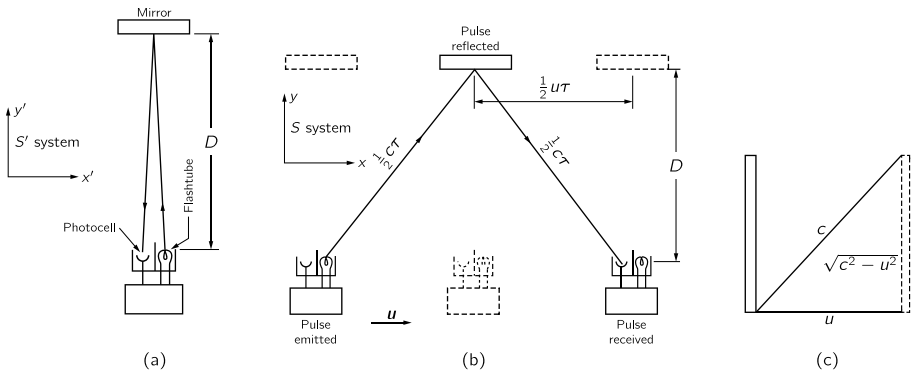 Mirror
y′
S′ system
x′
D
Photocell
Flashtube
(a)
Pulse
reflected
y
S system
x
½uτ
½cτ
½cτ
D
Pulse
emitted
u
Pulse
received
(b)
c
√c² − u²
u
(c)